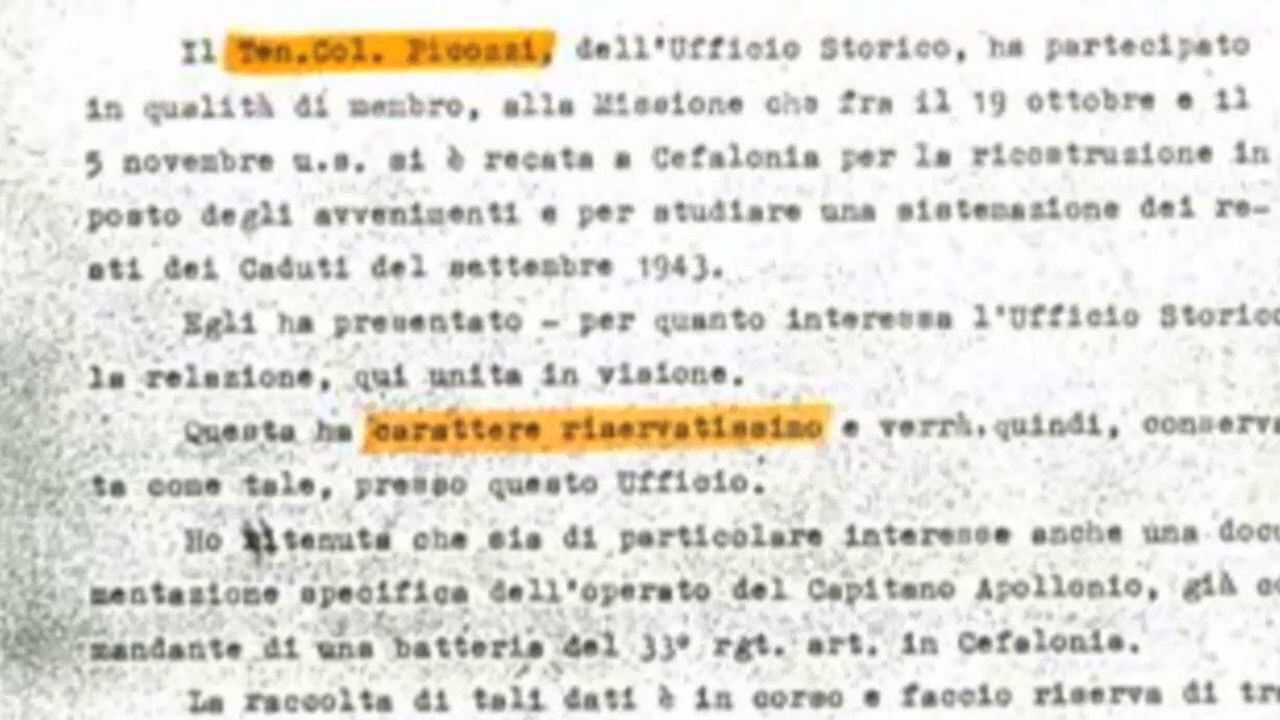 Il Ten.Col. Picozzi, dell'Ufficio Storico, ha partecipato
in qualità di membro, alla Missione che fra il 19 ottobre e il
5 novembre u.s. si è recata a Cefalonia per la ricostruzione in
posto degli avvenimenti e per studiare una sistemazione dei re-
sti dei Caduti del settembre 1943.
Egli ha presentato - per quanto interessa l'Ufficio Storico
la relazione, qui unita in visione.
Questa ha carattere riservatissimo e verrà, quindi, conserva
ta come tale, presso questo Ufficio.
Ho ritenuta che sia di particolare interesse anche una docu
mentazione specifica dell'operato del Capitano Apollonio, già co
mandante di una batteria del 33° rgt. art. in Cefalonia.
La raccolta di tali dati è in corso e faccio riserva di tr